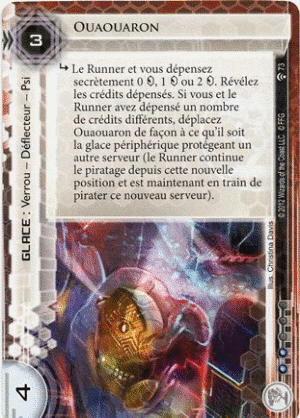 OUAOUARON
3
↳ Le Runner et vous dépensez
secrètement 0, 1 ou 2. Révélez
les crédits dépensés. Si vous et le
Runner avez dépensé un nombre
de crédits différents, déplacez
Ouaouaron de façon à ce qu'il soit
la glace périphérique protégeant un
autre serveur (le Runner continue
le piratage depuis cette nouvelle
position et est maintenant en train de
pirater ce nouveau serveur).
GLACE : Verrou – Déflecteur – Psi
4
73
© 2012 Wizards of the Coast LLC. © FFG
Illus. Christina Davis